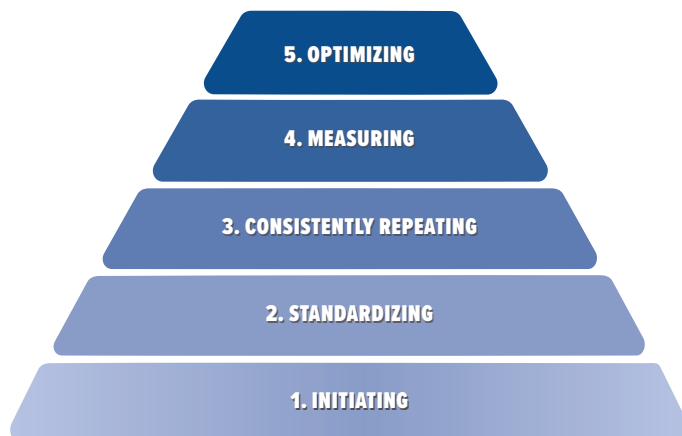 5. OPTIMIZING
4. MEASURING
3. CONSISTENTLY REPEATING
2. STANDARDIZING
1. INITIATING